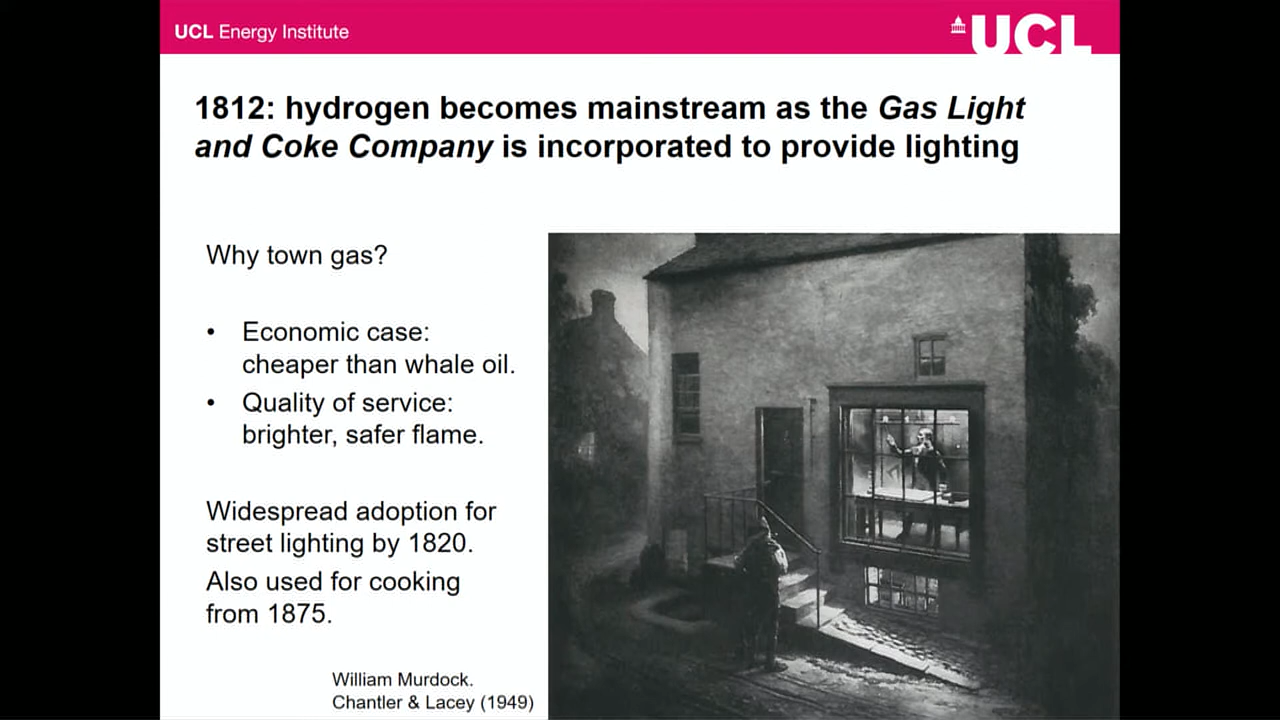 UCL Energy Institute
UCL
1812: hydrogen becomes mainstream as the Gas Light
and Coke Company is incorporated to provide lighting
Why town gas?
• Economic case:
cheaper than whale oil.
• Quality of service:
brighter, safer flame.
Widespread adoption for
street lighting by 1820.
Also used for cooking
from 1875.
William Murdock.
Chantler & Lacey (1949)